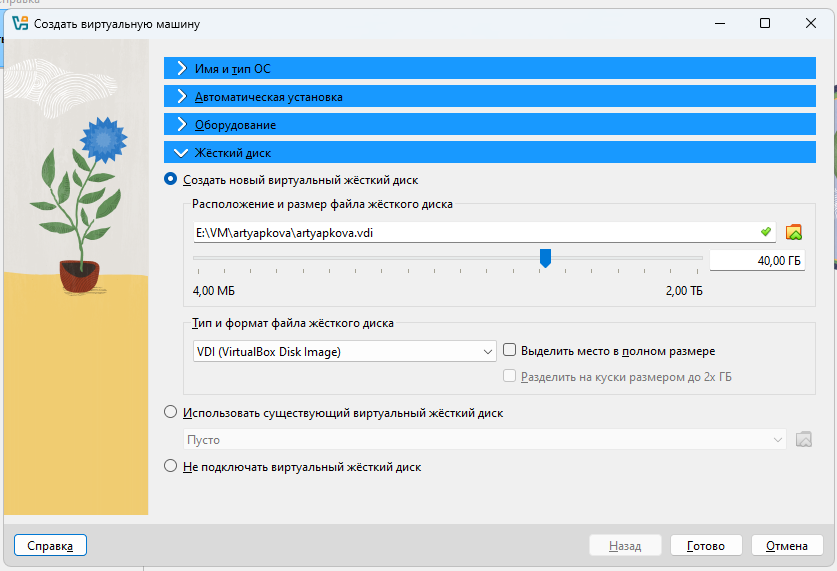 Создать виртуальную машину
Имя и тип ОС
Автоматическая установка
Оборудование
Жёсткий диск
Создать новый виртуальный жёсткий диск
Расположение и размер файла жёсткого диска
E:\VM\artyapkova\artyapkova.vdi
40,00 ГБ
4,00 МБ
2,00 ТБ
Тип и формат файла жёсткого диска
VDI (VirtualBox Disk Image)
Выделить место в полном размере
Разделить на куски размером до 2х ГБ
Использовать существующий виртуальный жёсткий диск
Пусто
Не подключать виртуальный жёсткий диск
Справка
Назад
Готово
Отмена